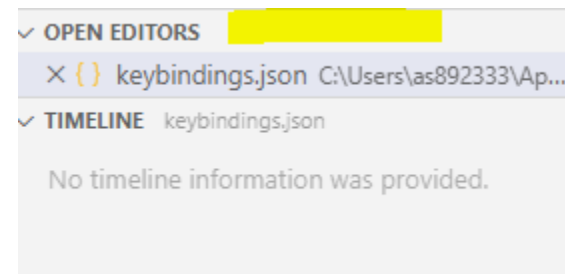 OPEN EDITORS
{ } keybindings.json C:\Users\as892333\Ap...
TIMELINE keybindings.json
No timeline information was provided.